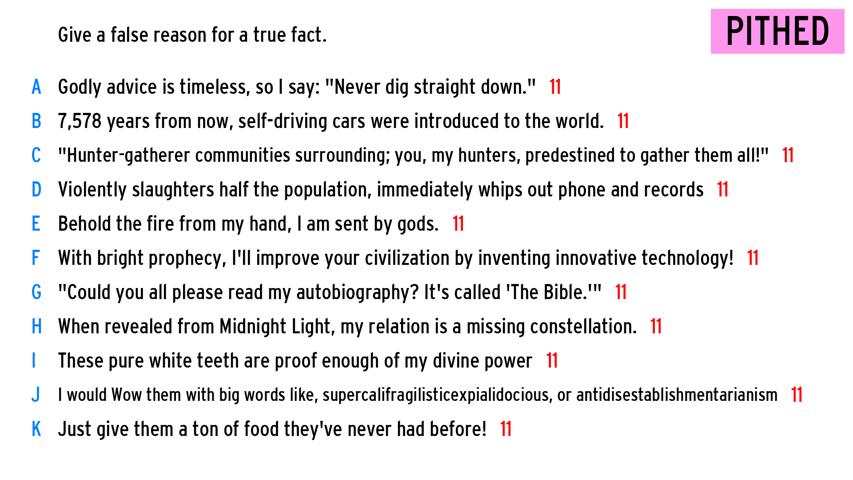 Give a false reason for a true fact.
PITHED
A Godly advice is timeless, so I say: "Never dig straight down." 11
B 7,578 years from now, self-driving cars were introduced to the world. 11
C "Hunter-gatherer communities surrounding; you, my hunters, predestined to gather them all!" 11
D Violently slaughters half the population, immediately whips out phone and records 11
E Behold the fire from my hand, I am sent by gods. 11
F With bright prophecy, I'll improve your civilization by inventing innovative technology! 11
G "Could you all please read my autobiography? It's called 'The Bible.'" 11
H When revealed from Midnight Light, my relation is a missing constellation. 11
I These pure white teeth are proof enough of my divine power 11
J I would Wow them with big words like, supercalifragilisticexpialidocious, or antidisestablishmentarianism 11
K Just give them a ton of food they've never had before! 11